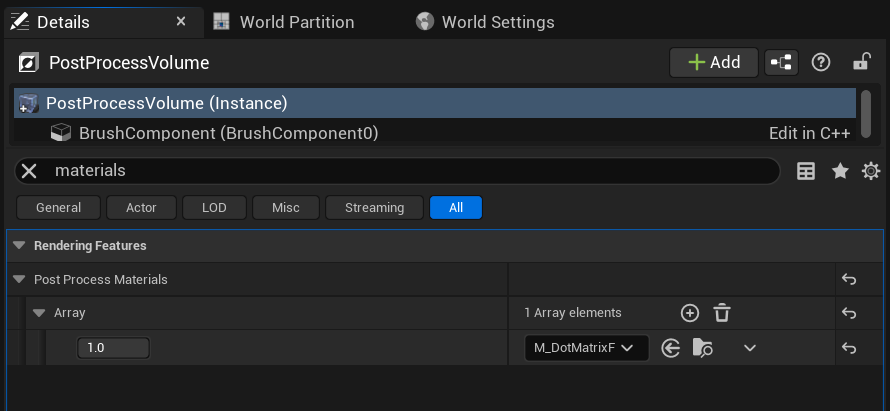 Details World Partition World Settings
PostProcessVolume Add
PostProcessVolume (Instance)
BrushComponent (BrushComponent0) Edit in C++
materials
General Actor LOD Misc Streaming All
Rendering Features
Post Process Materials
Array 1 Array elements
1.0 M_DotMatrixF